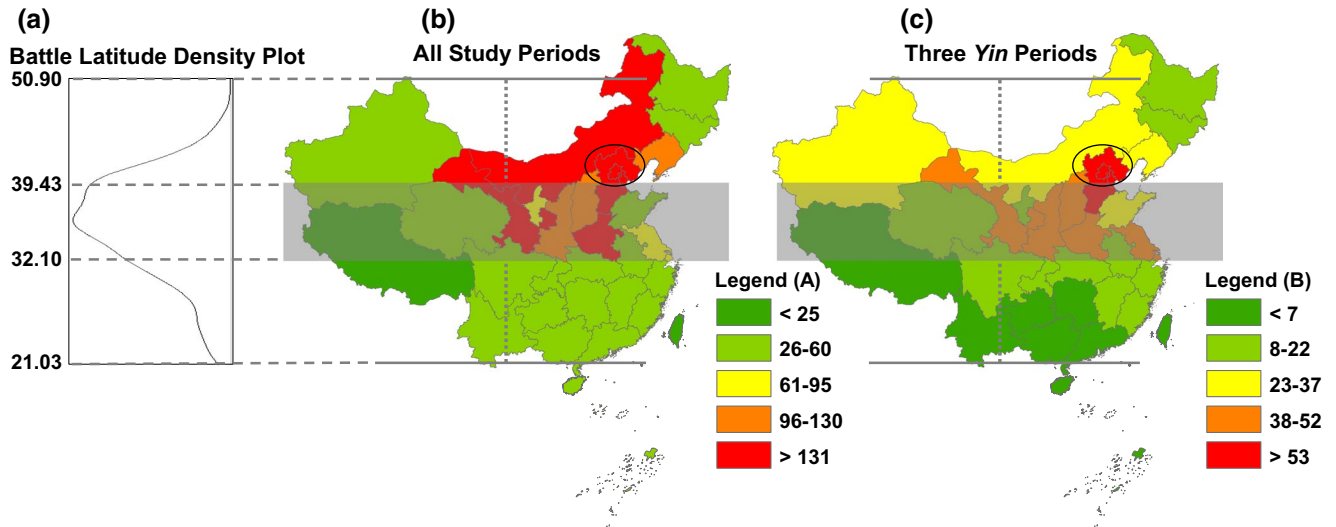 (a)
Battle Latitude Density Plot
50.90
39.43
32.10
21.03
(b)
All Study Periods
Legend (A)
< 25
26-60
61-95
96-130
> 131
(c)
Three Yin Periods
Legend (B)
< 7
8-22
23-37
38-52
> 53